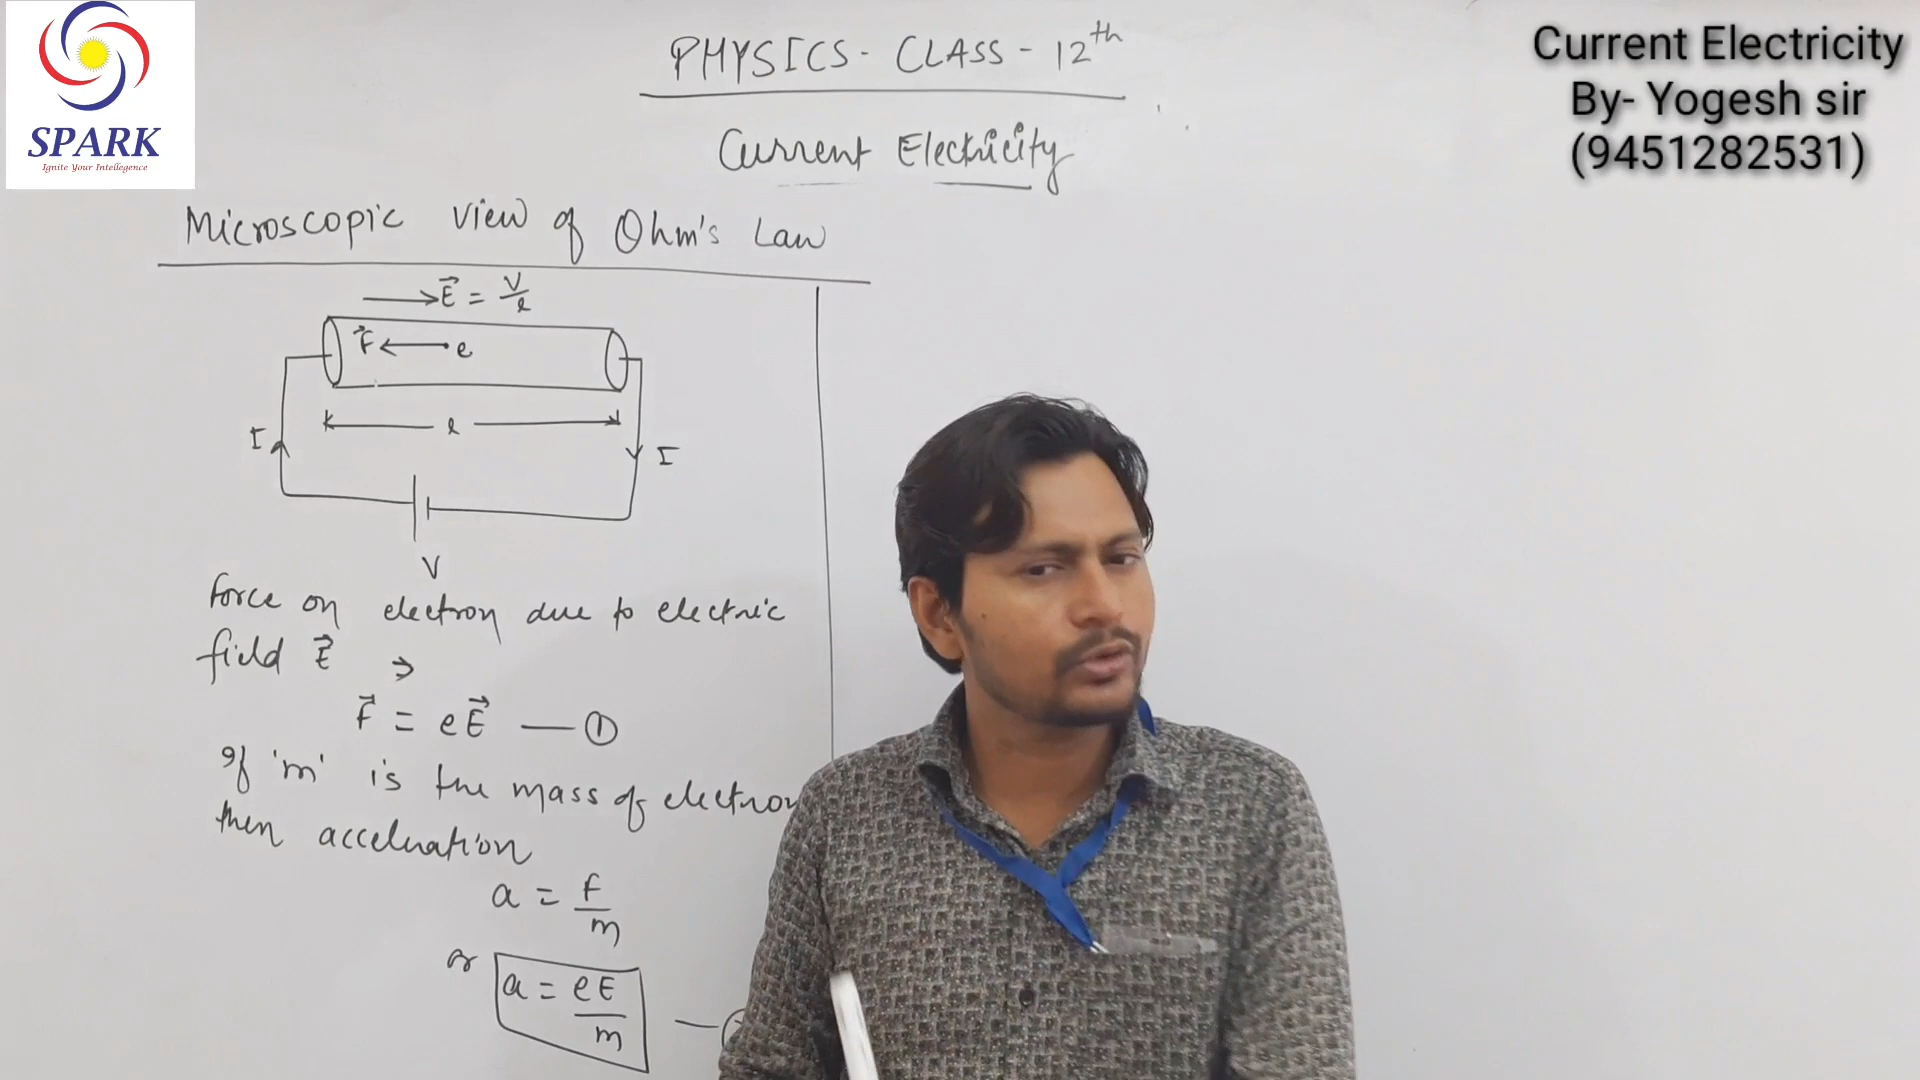 SPARK
Ignite Your Intellegence
Current Electricity
By- Yogesh sir
(9451282531)
PHYSICS - CLASS - 12th
Current Electricity
Microscopic view of Ohm's Law
E⃗ = V/l
F⃗ e
l
I I
V
Force on electron due to electric
field E⃗ ⇒
F⃗ = eE⃗ — ①
If 'm' is the mass of electron
then acceleration
a = F/m
or a = eE/m —